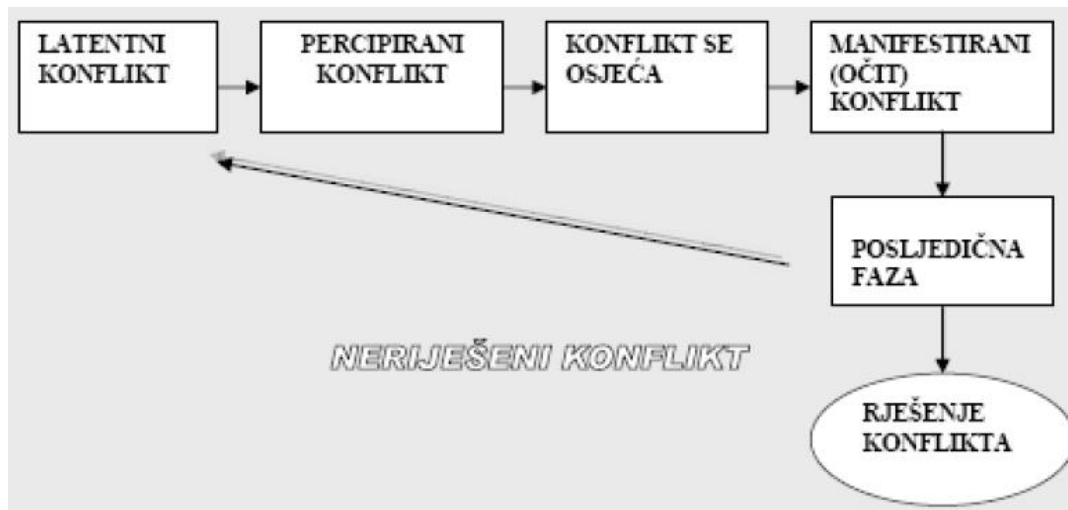 LATENTNI
KONFLIKT
PERCIPIRANI
KONFLIKT
KONFLIKT SE
OSJEĆA
MANIFESTIRANI
(OČIT)
KONFLIKT
POSLJEDIČNA
FAZA
NERIJEŠENI KONFLIKT
RJEŠENJE
KONFLIKTA